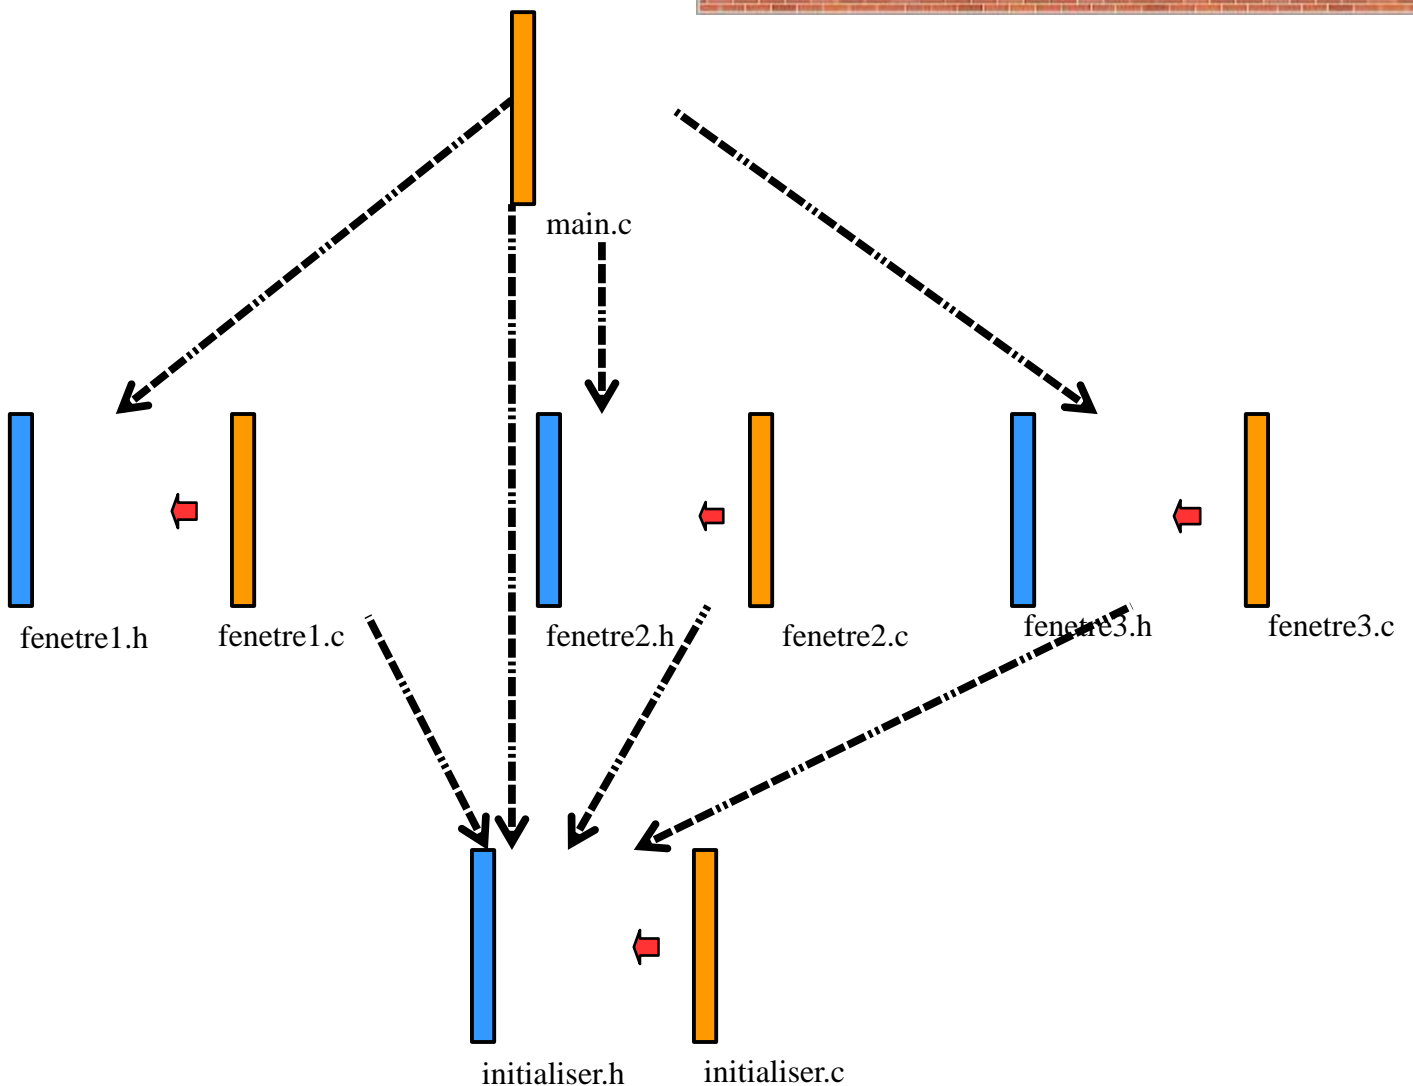 main.c
fenetre1.h
fenetre1.c
fenetre2.h
fenetre2.c
fenetre3.h
fenetre3.c
initialiser.h
initialiser.c